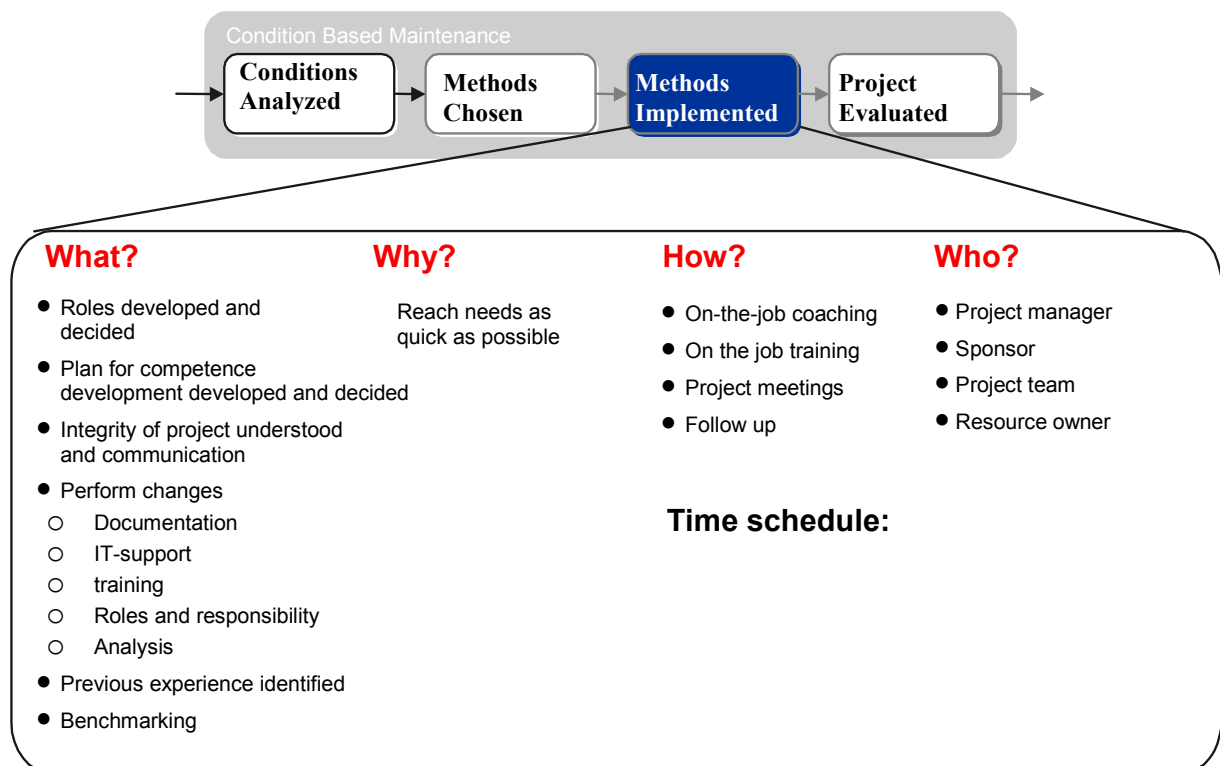 Condition Based Maintenance
Conditions
Analyzed
Methods
Chosen
Methods
Implemented
Project
Evaluated
What?
● Roles developed and
decided
● Plan for competence
development developed and decided
● Integrity of project understood
and communication
● Perform changes
○ Documentation
○ IT-support
○ training
○ Roles and responsibility
○ Analysis
● Previous experience identified
● Benchmarking
Why?
Reach needs as
quick as possible
How?
● On-the-job coaching
● On the job training
● Project meetings
● Follow up
Who?
● Project manager
● Sponsor
● Project team
● Resource owner
Time schedule: